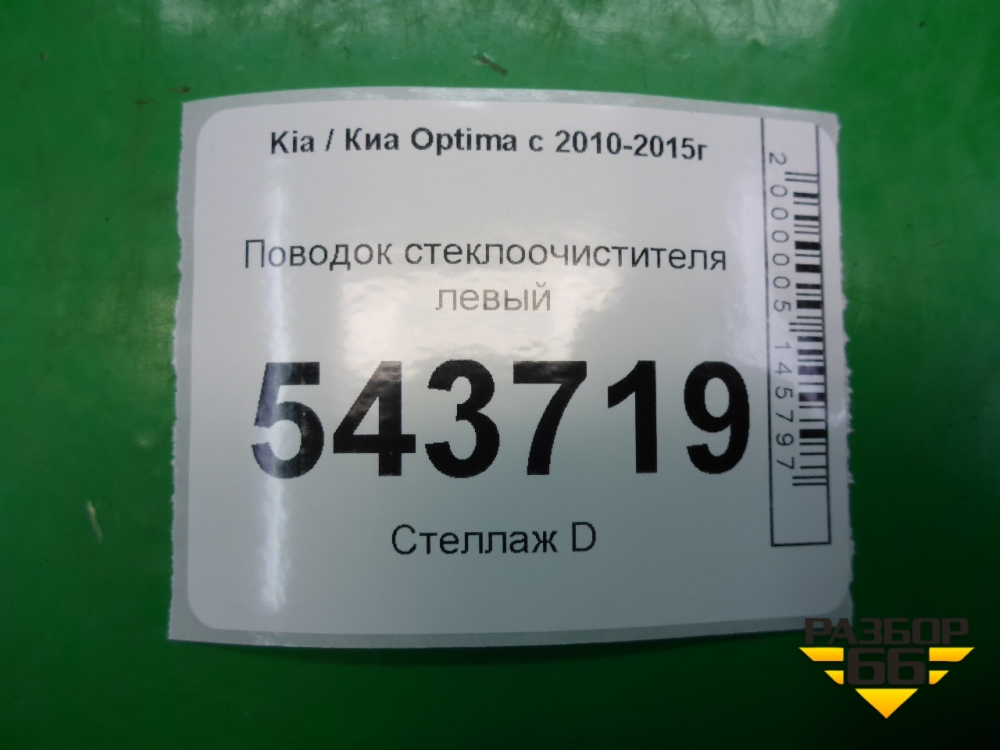 Kia / Киа Optima с 2010-2015г
Поводок стеклоочистителя
левый
543719
Стеллаж D
2000005145797
РАЗБОР
66